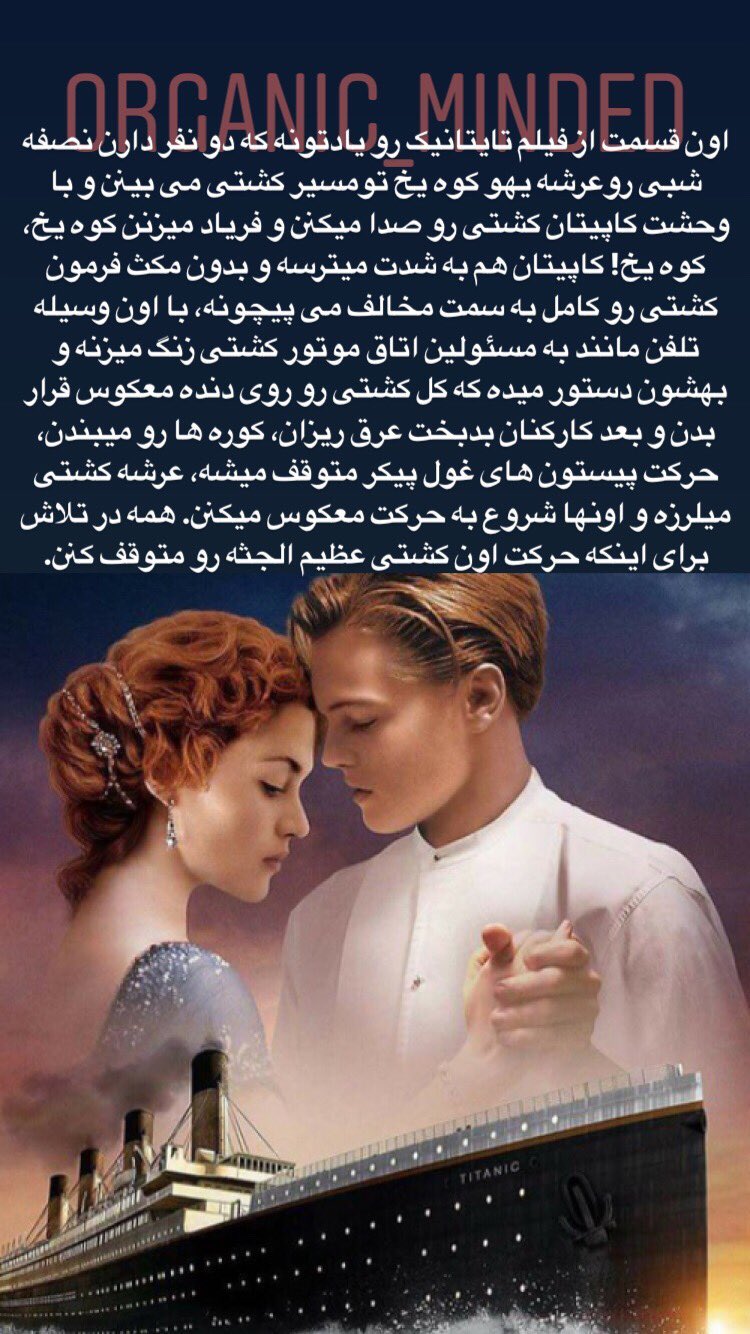 ORGANIC_MINDED
اون قسمت از فیلم تایتانیک رو یادتونه که دو نفر دارن نصفه
شبی رو عرشه یهو کوه یخ تو مسیر کشتی می بینن و با
وحشت کاپیتان کشتی رو صدا میکنن و فریاد میزنن کوه یخ،
کوه یخ! کاپیتان هم به شدت میترسه و بدون مکث فرمون
کشتی رو کامل به سمت مخالف می پیچونه، با اون وسیله
تلفن مانند به مسئولین اتاق موتور کشتی زنگ میزنه و
بهشون دستور میده که کل کشتی رو روی دنده معکوس قرار
بدن و بعد کارکنان بدبخت عرق ریزان، کوره ها رو میبندن،
حرکت پیستون های غول پیکر متوقف میشه، عرشه کشتی
میلرزه و اونها شروع به حرکت معکوس میکنن. همه در تلاش
برای اینکه حرکت اون کشتی عظیم الجثه رو متوقف کنن.
TITANIC